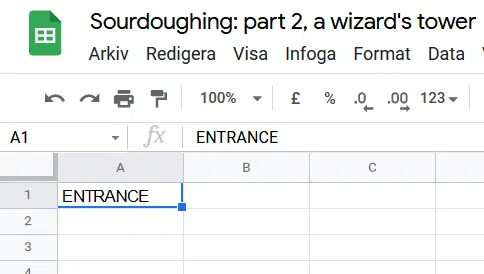 Sourdoughing: part 2, a wizard's tower
Arkiv Redigera Visa Infoga Format Data
100% £ % .0 .00 123
A1 fx ENTRANCE
A B C
1 ENTRANCE
2
3
4